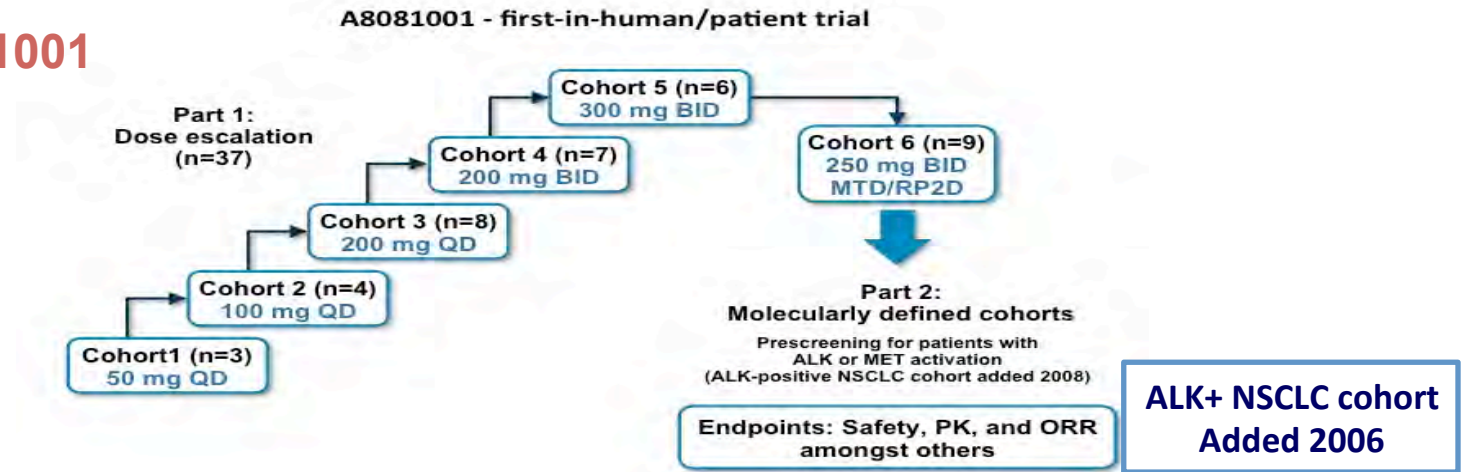 A8081001 - first-in-human/patient trial
1001
Part 1:
Dose escalation
(n=37)
Cohort 5 (n=6)
300 mg BID
Cohort 4 (n=7)
200 mg BID
Cohort 6 (n=9)
250 mg BID
MTD/RP2D
Cohort 3 (n=8)
200 mg QD
Cohort 2 (n=4)
100 mg QD
Cohort1 (n=3)
50 mg QD
Part 2:
Molecularly defined cohorts
Prescreening for patients with
ALK or MET activation
(ALK-positive NSCLC cohort added 2008)
Endpoints: Safety, PK, and ORR
amongst others
ALK+ NSCLC cohort
Added 2006